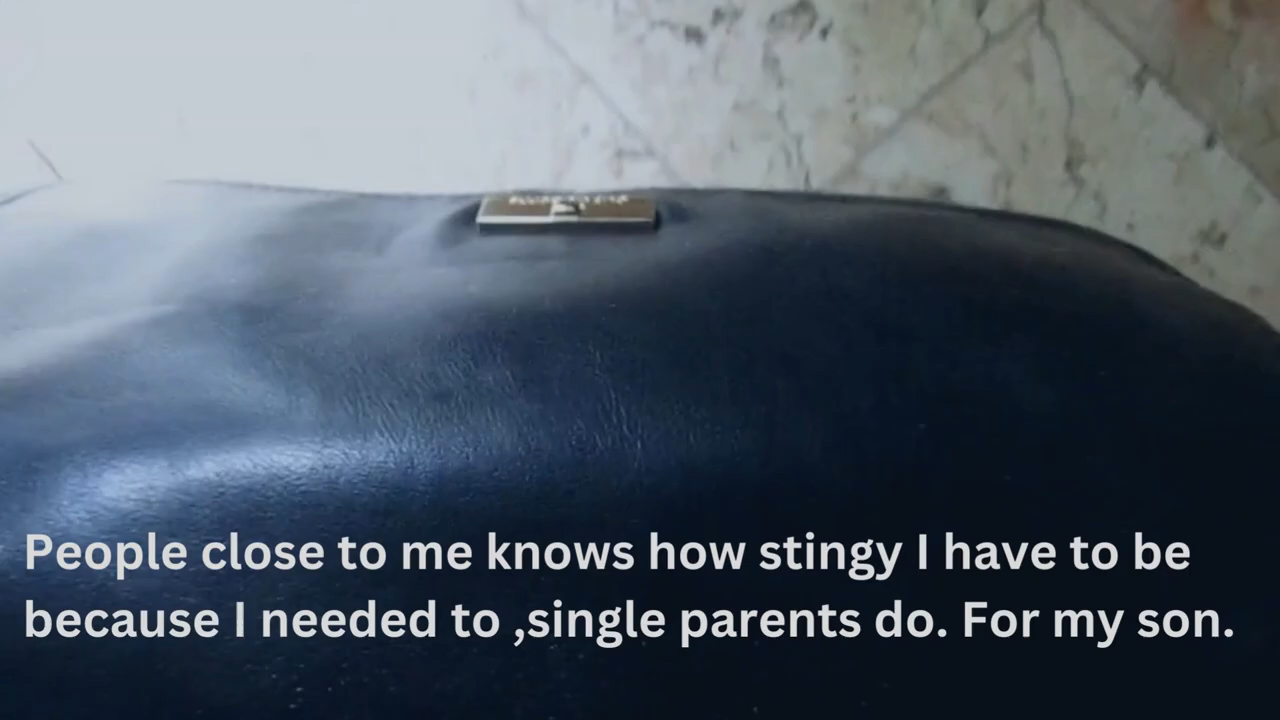 People close to me knows how stingy I have to be
because I needed to ,single parents do. For my son.